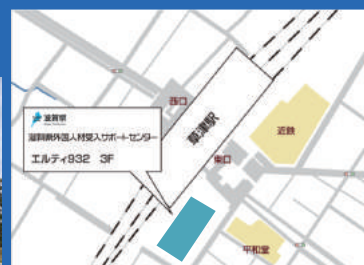 西口
滋賀県
滋賀県外国人材受入サポートセンター
エルティ932 3F
草津駅
近鉄
東口
平和堂